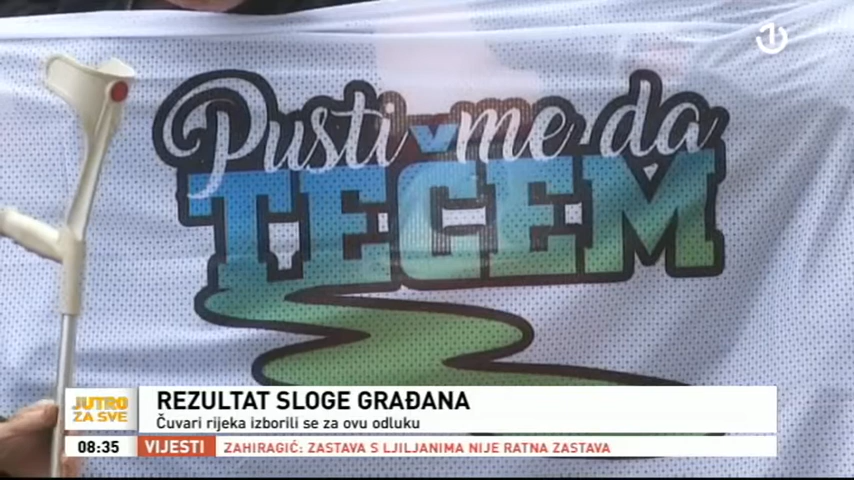 1
Pusti me da
TEČEM
JUTRO
ZA SVE
REZULTAT SLOGE GRAĐANA
Čuvari rijeka izborili se za ovu odluku
08:35 VIJESTI ZAHIRAGIĆ: ZASTAVA S LJILJANIMA NIJE RATNA ZASTAVA